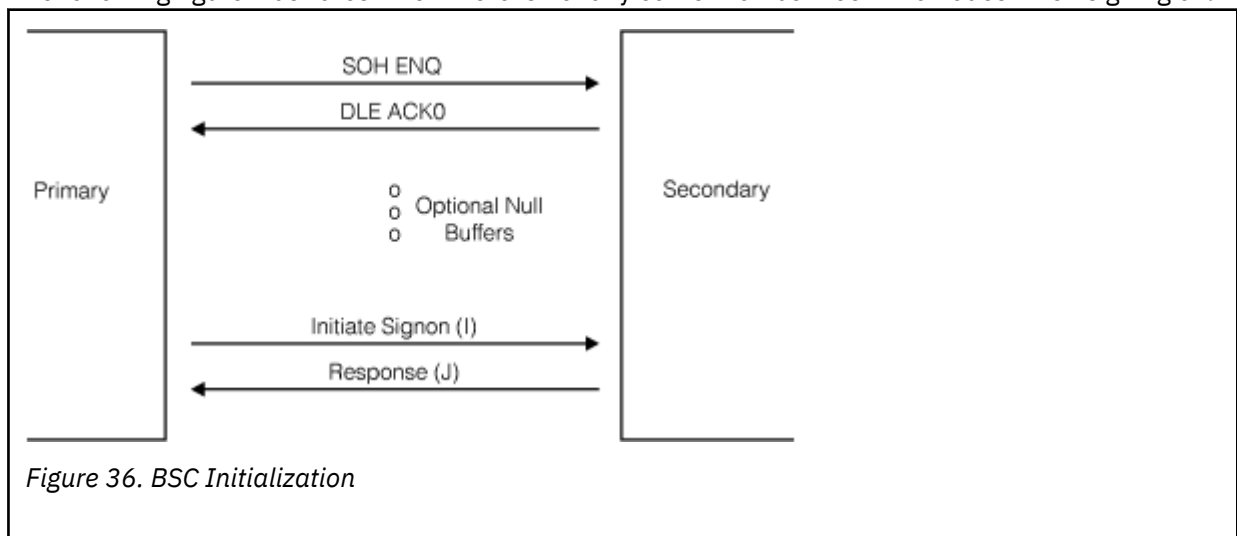 SOH ENQ
DLE ACK0
Primary
Secondary
o
o Optional Null
o Buffers
Initiate Signon (I)
Response (J)
Figure 36. BSC Initialization